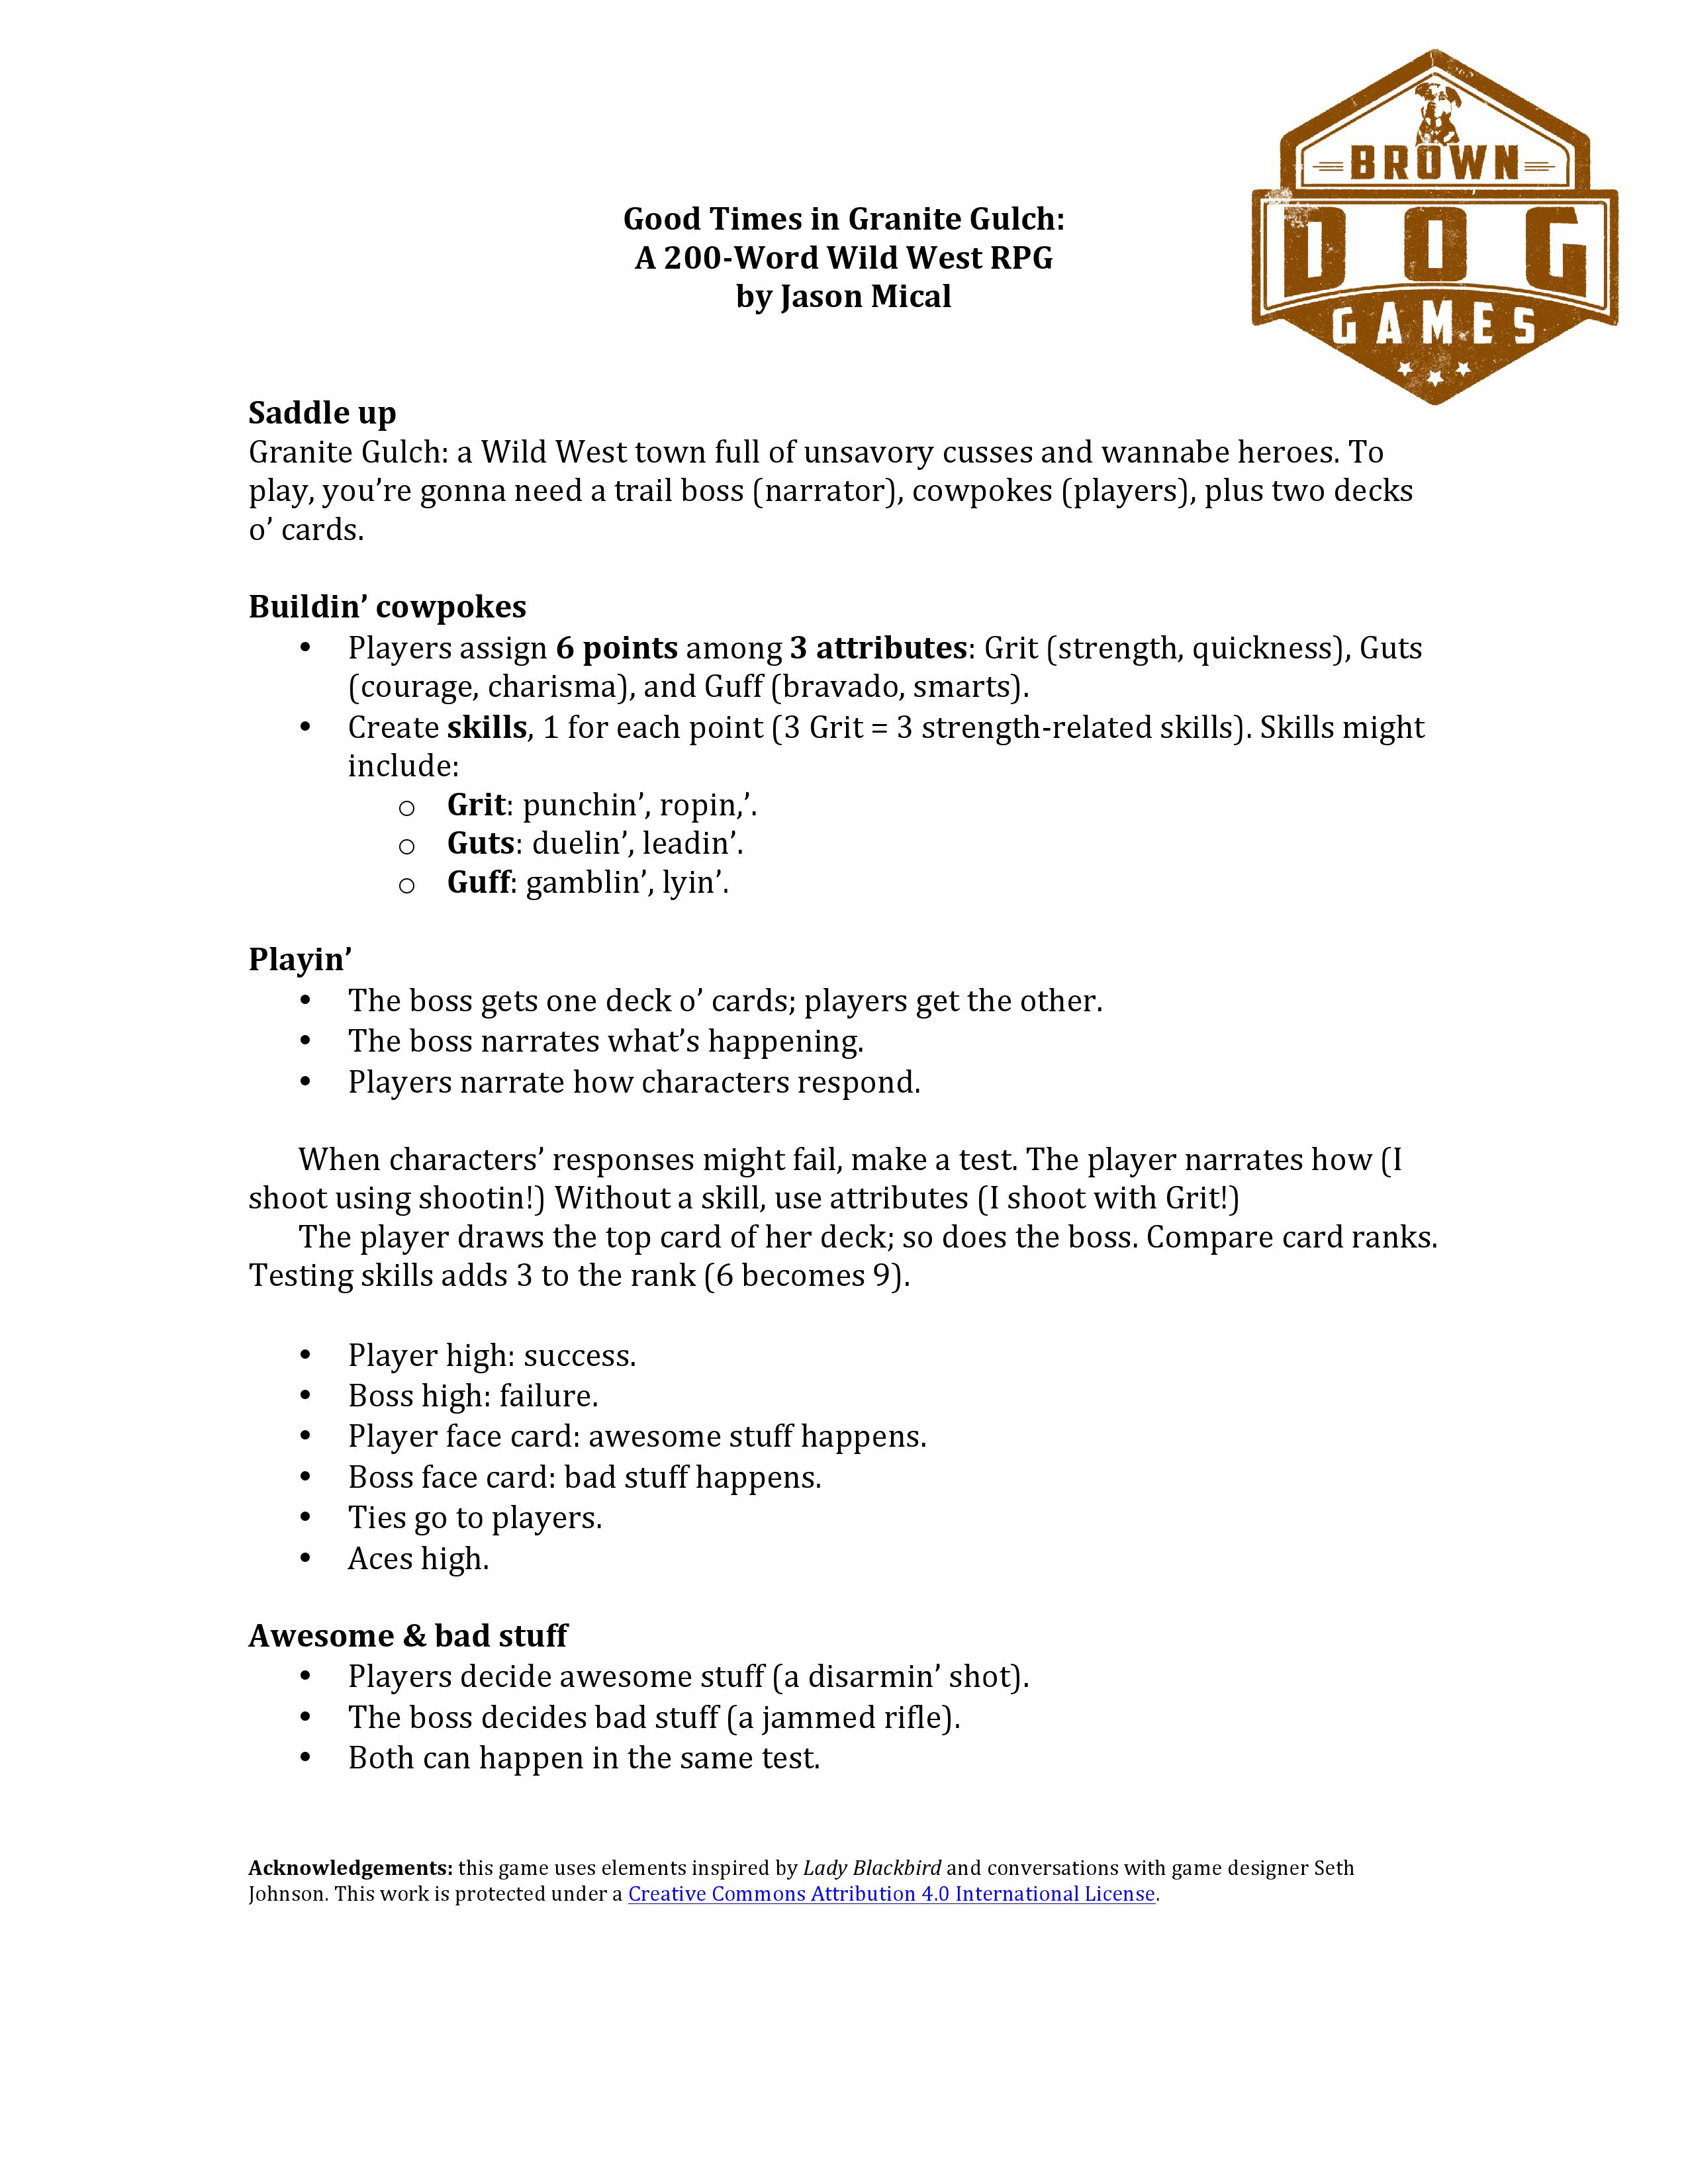 BROWN
DOG
GAMES
Good Times in Granite Gulch:
A 200-Word Wild West RPG
by Jason Mical
Saddle up
Granite Gulch: a Wild West town full of unsavory cusses and wannabe heroes. To
play, you’re gonna need a trail boss (narrator), cowpokes (players), plus two decks
o’ cards.
Buildin’ cowpokes
• Players assign 6 points among 3 attributes: Grit (strength, quickness), Guts
(courage, charisma), and Guff (bravado, smarts).
• Create skills, 1 for each point (3 Grit = 3 strength-related skills). Skills might
include:
o Grit: punchin’, ropin,’.
o Guts: duelin’, leadin’.
o Guff: gamblin’, lyin’.
Playin’
• The boss gets one deck o’ cards; players get the other.
• The boss narrates what’s happening.
• Players narrate how characters respond.
When characters’ responses might fail, make a test. The player narrates how (I
shoot using shootin!) Without a skill, use attributes (I shoot with Grit!)
The player draws the top card of her deck; so does the boss. Compare card ranks.
Testing skills adds 3 to the rank (6 becomes 9).
• Player high: success.
• Boss high: failure.
• Player face card: awesome stuff happens.
• Boss face card: bad stuff happens.
• Ties go to players.
• Aces high.
Awesome & bad stuff
• Players decide awesome stuff (a disarmin’ shot).
• The boss decides bad stuff (a jammed rifle).
• Both can happen in the same test.
Acknowledgements: this game uses elements inspired by Lady Blackbird and conversations with game designer Seth
Johnson. This work is protected under a Creative Commons Attribution 4.0 International License.